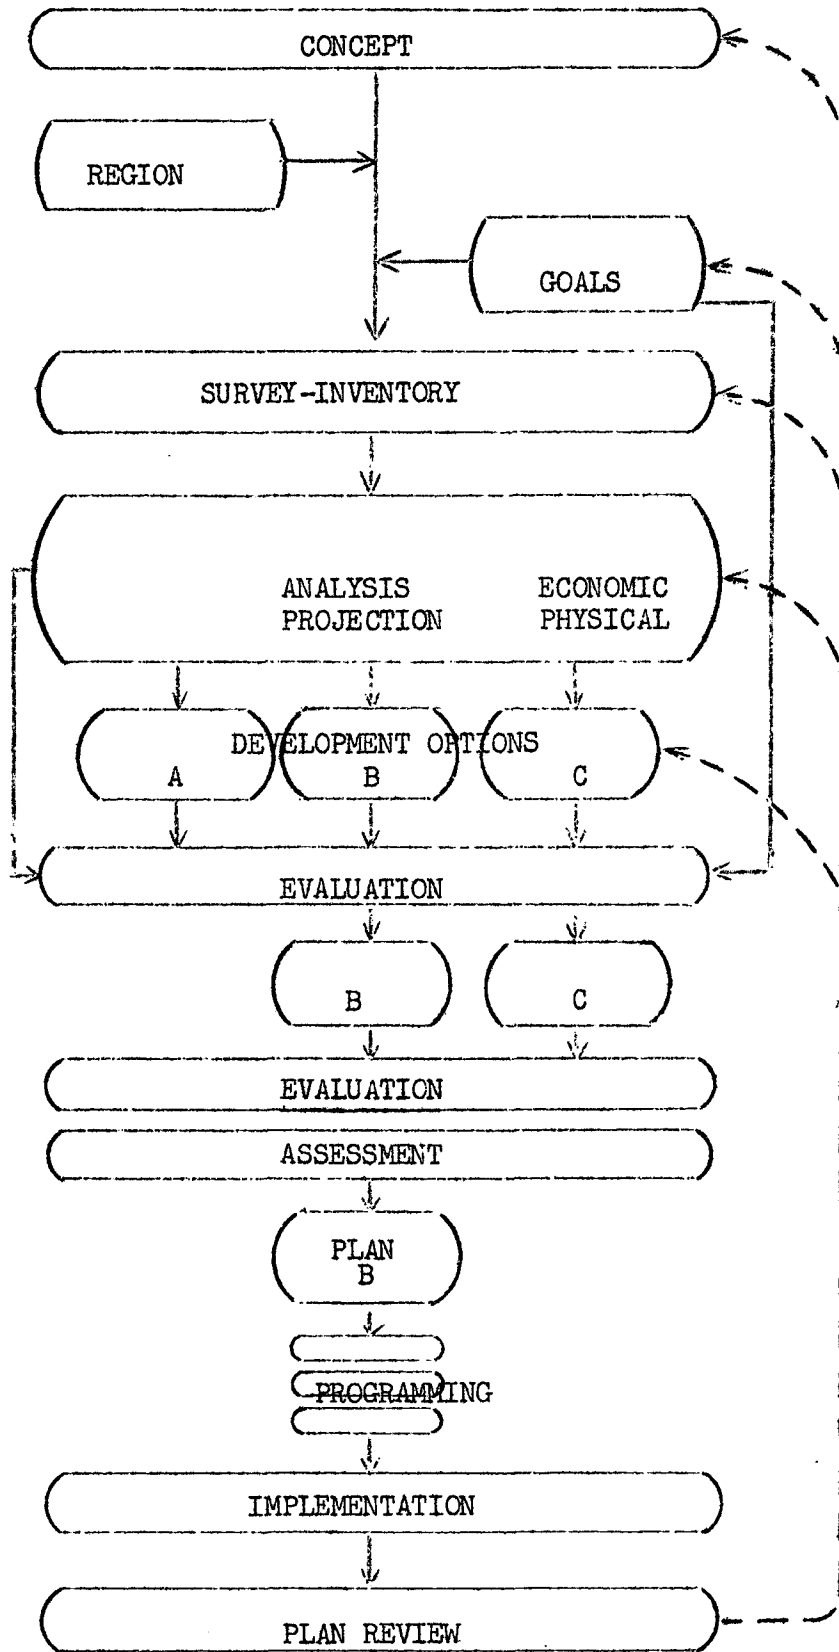 CONCEPT
REGION
GOALS
SURVEY-INVENTORY
ANALYSIS ECONOMIC
PROJECTION PHYSICAL
DEVELOPMENT OPTIONS
A B C
EVALUATION
B C
EVALUATION
ASSESSMENT
PLAN
B
PROGRAMMING
IMPLEMENTATION
PLAN REVIEW